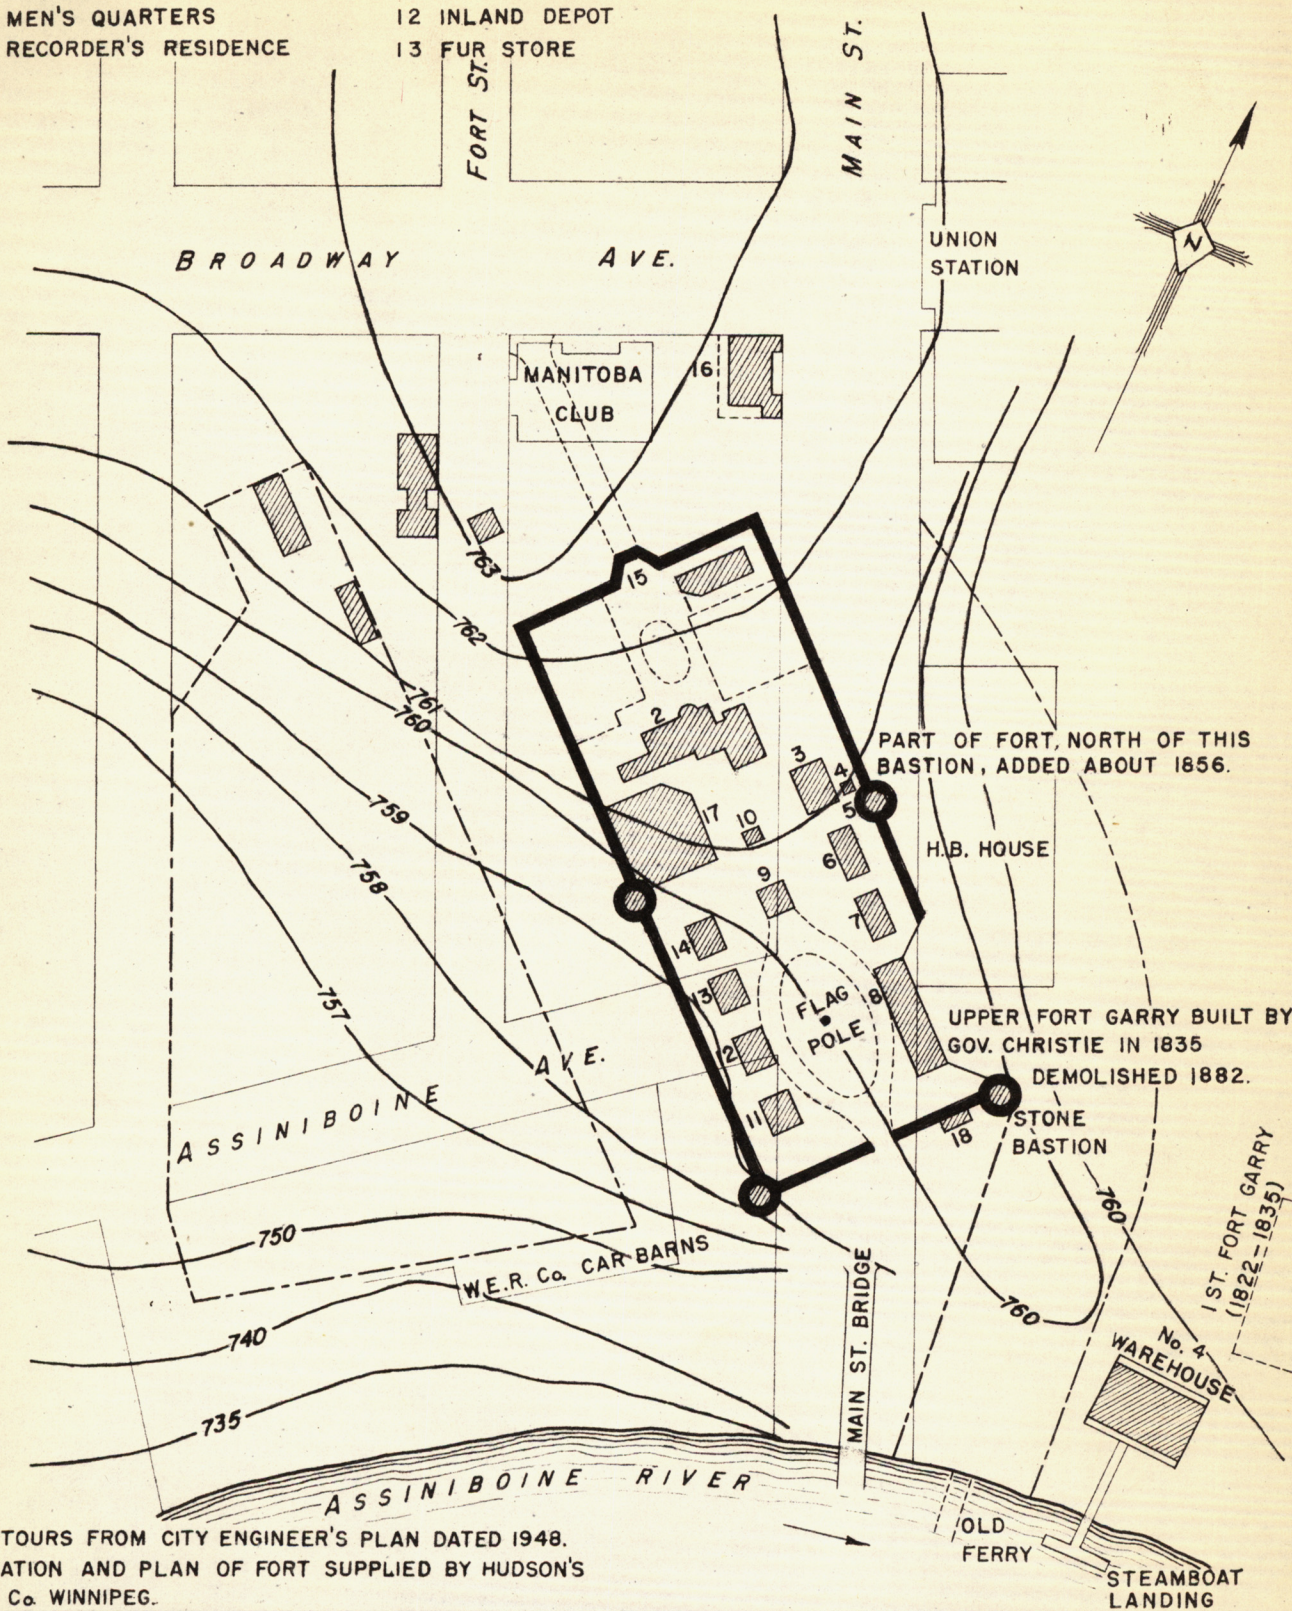 MEN'S QUARTERS
RECORDER'S RESIDENCE
12 INLAND DEPOT
13 FUR STORE
FORT ST.
MAIN ST.
BROADWAY AVE.
UNION
STATION
N
MANITOBA
CLUB
16
763
15
762
761
760
2
3
4
5
PART OF FORT, NORTH OF THIS
BASTION, ADDED ABOUT 1856.
759
17
10
6
H.B. HOUSE
758
9
7
14
13
8
FLAG
POLE
757
UPPER FORT GARRY BUILT BY
GOV. CHRISTIE IN 1835
DEMOLISHED 1882.
12
11
ASSINIBOINE AVE.
18
STONE
BASTION
760
1 ST. FORT GARRY
(1822-1835)
750
W.E.R. Co. CAR BARNS
760
740
MAIN ST. BRIDGE
No. 4
WAREHOUSE
735
ASSINIBOINE RIVER
OLD
FERRY
STEAMBOAT
LANDING
TOURS FROM CITY ENGINEER'S PLAN DATED 1948.
ATION AND PLAN OF FORT SUPPLIED BY HUDSON'S
Co. WINNIPEG.